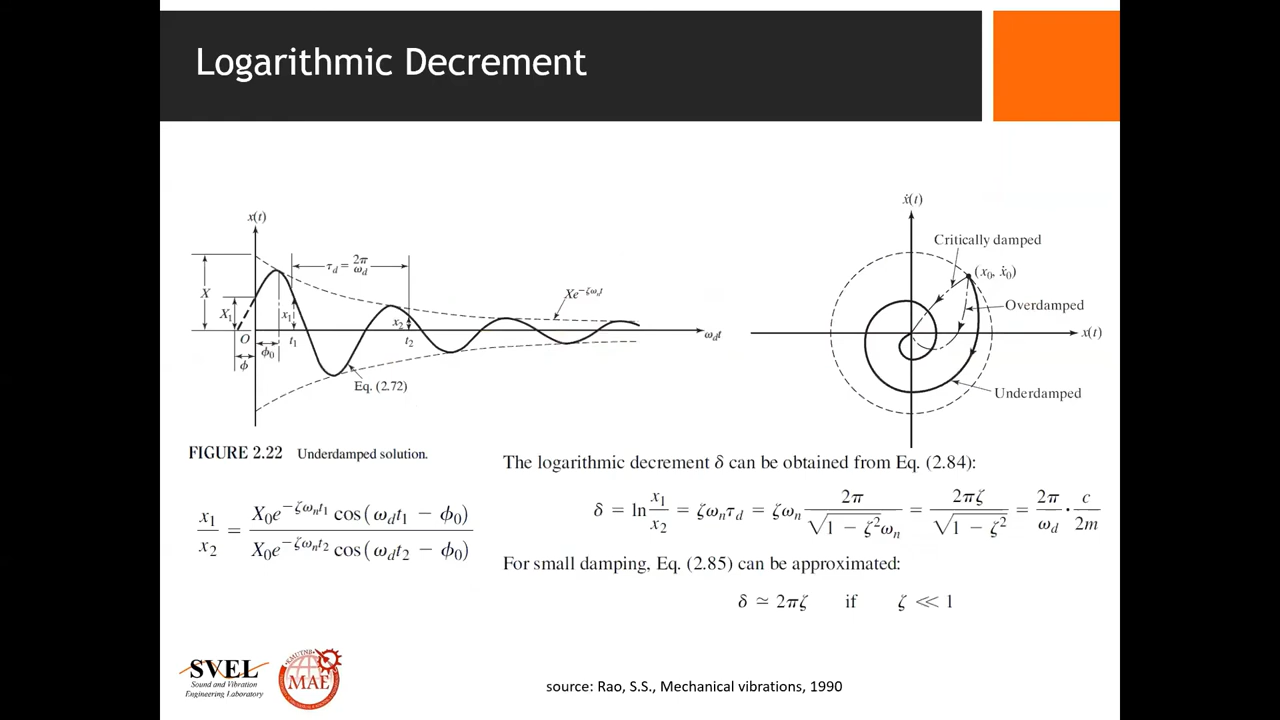 Logarithmic Decrement
x(t)
τd = 2π/ωd
X
X1
x1
x2
Xe^−ζωnt
O
ϕ0
t1
t2
ωdt
ϕ
Eq. (2.72)
ẋ(t)
Critically damped
(x0, ẋ0)
Overdamped
x(t)
Underdamped
FIGURE 2.22 Underdamped solution.
x1/x2 = X0e^−ζωnt1 cos(ωdt1 − ϕ0) / X0e^−ζωnt2 cos(ωdt2 − ϕ0)
The logarithmic decrement δ can be obtained from Eq. (2.84):
δ = ln x1/x2 = ζωnτd = ζωn 2π/√1 − ζ² ωn = 2πζ/√1 − ζ² = 2π/ωd · c/2m
For small damping, Eq. (2.85) can be approximated:
δ ≃ 2πζ if ζ ≪ 1
SVEL
Sound and Vibration
Engineering Laboratory
•KMUTNB•
MAE
source: Rao, S.S., Mechanical vibrations, 1990